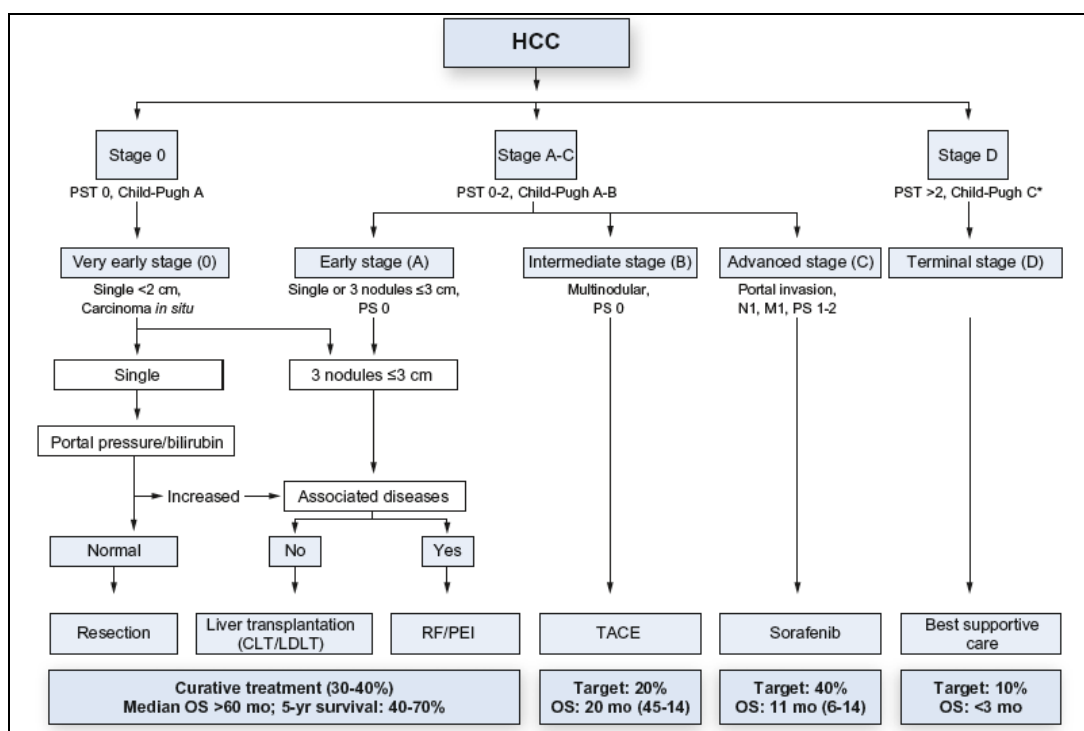 HCC
Stage 0
PST 0, Child-Pugh A
Stage A-C
PST 0-2, Child-Pugh A-B
Stage D
PST >2, Child-Pugh C*
Very early stage (0)
Single <2 cm,
Carcinoma in situ
Early stage (A)
Single or 3 nodules ≤3 cm,
PS 0
Intermediate stage (B)
Multinodular,
PS 0
Advanced stage (C)
Portal invasion,
N1, M1, PS 1-2
Terminal stage (D)
Single
3 nodules ≤3 cm
Portal pressure/bilirubin
Increased
Associated diseases
Normal
No
Yes
Resection
Liver transplantation
(CLT/LDLT)
RF/PEI
TACE
Sorafenib
Best supportive
care
Curative treatment (30-40%)
Median OS >60 mo; 5-yr survival: 40-70%
Target: 20%
OS: 20 mo (45-14)
Target: 40%
OS: 11 mo (6-14)
Target: 10%
OS: <3 mo